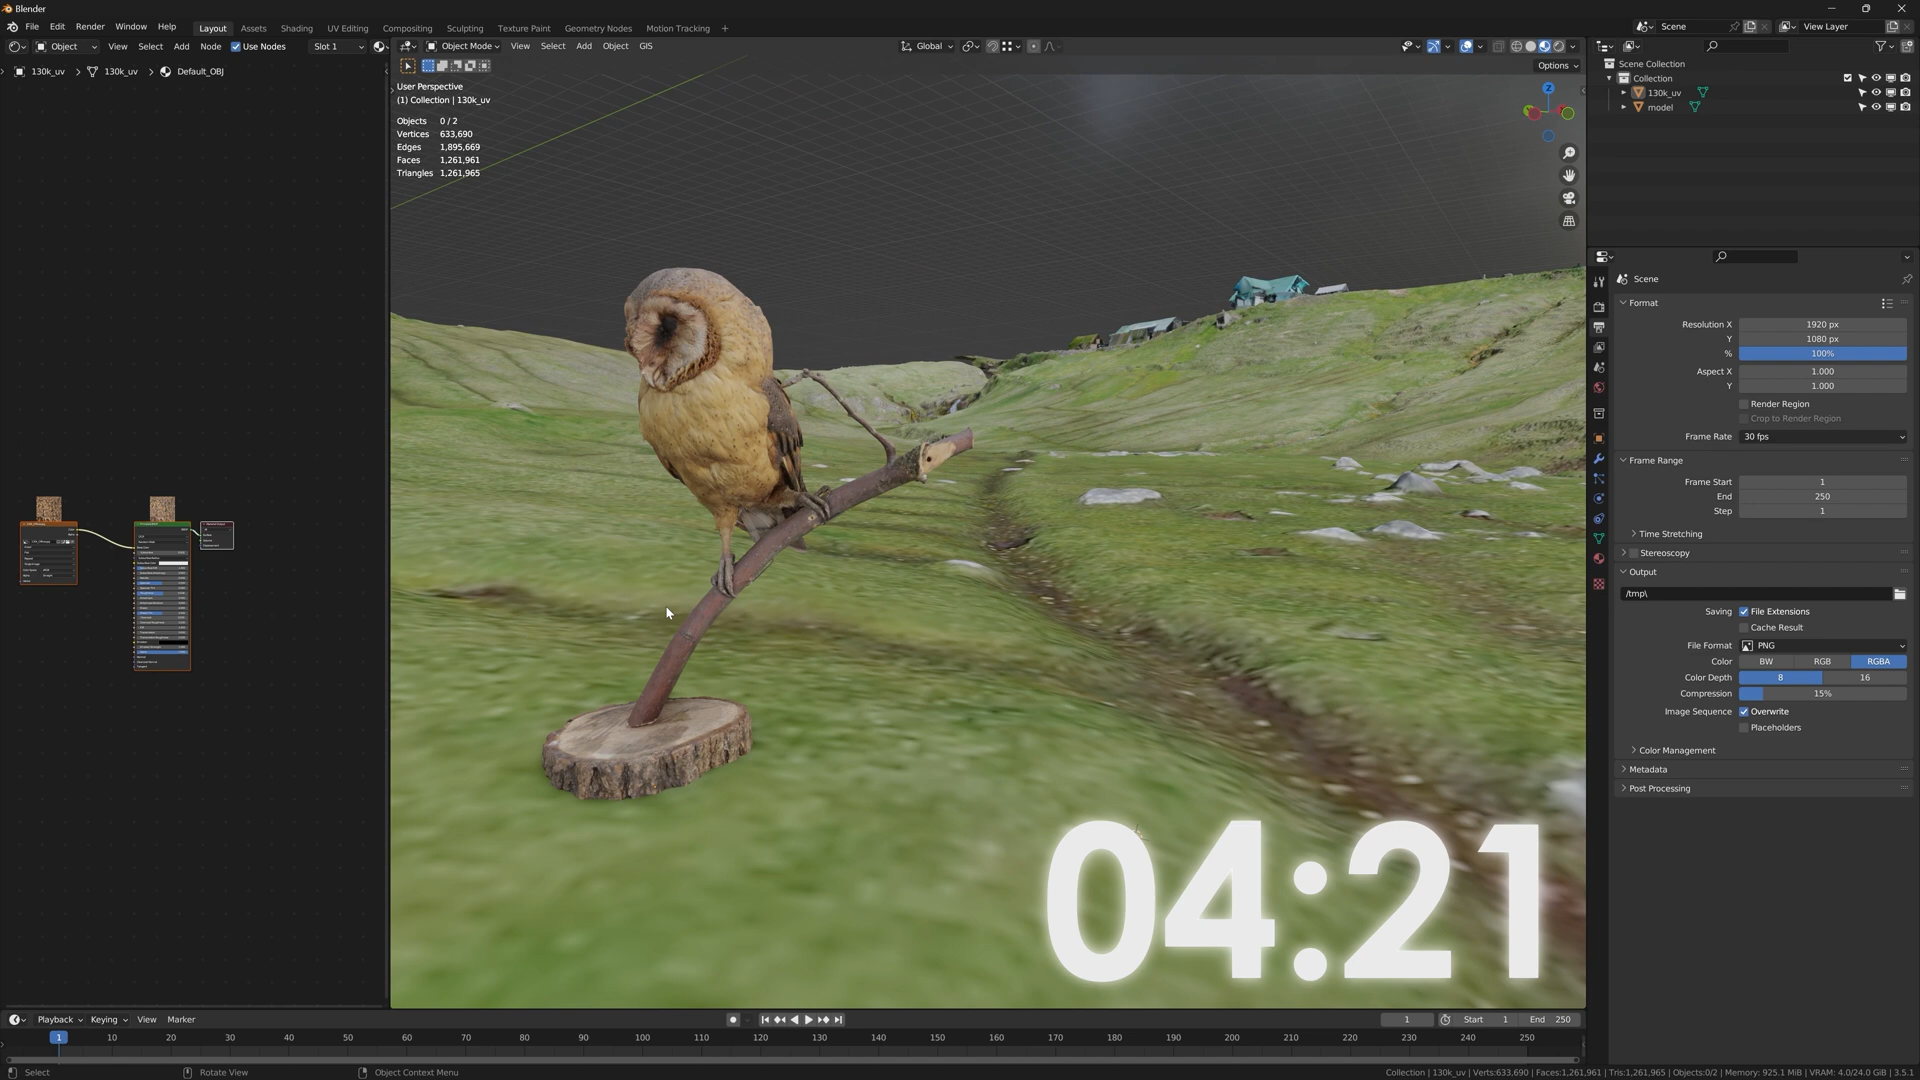 Blender
File Edit Render Window Help
Layout Assets Shading UV Editing Compositing Sculpting Texture Paint Geometry Nodes Motion Tracking +
Scene
View Layer
Object View Select Add Node Use Nodes Slot 1
Object Mode View Select Add Object GIS
Global
Options
130k_uv > 130k_uv > Default_OBJ
User Perspective
(1) Collection | 130k_uv
Objects 0 / 2
Vertices 633,690
Edges 1,895,669
Faces 1,261,961
Triangles 1,261,965
Z
Scene Collection
Collection
130k_uv
model
Scene
Format
Resolution X 1920 px
Y 1080 px
% 100%
Aspect X 1.000
Y 1.000
Render Region
Crop to Render Region
Frame Rate 30 fps
Frame Range
Frame Start 1
End 250
Step 1
Time Stretching
Stereoscopy
Output
/tmp\
Saving File Extensions
Cache Result
File Format PNG
Color BW RGB RGBA
Color Depth 8 16
Compression 15%
Image Sequence Overwrite
Placeholders
Color Management
Metadata
Post Processing
04:21
Playback Keying View Marker
1 Start 1 End 250
1 10 20 30 40 50 60 70 80 90 100 110 120 130 140 150 160 170 180 190 200 210 220 230 240 250
Select Rotate View Object Context Menu
Collection | 130k_uv | Verts:633,690 | Faces:1,261,961 | Tris:1,261,965 | Objects:0/2 | Memory: 925.1 MiB | VRAM: 4.0/24.0 GiB | 3.5.1